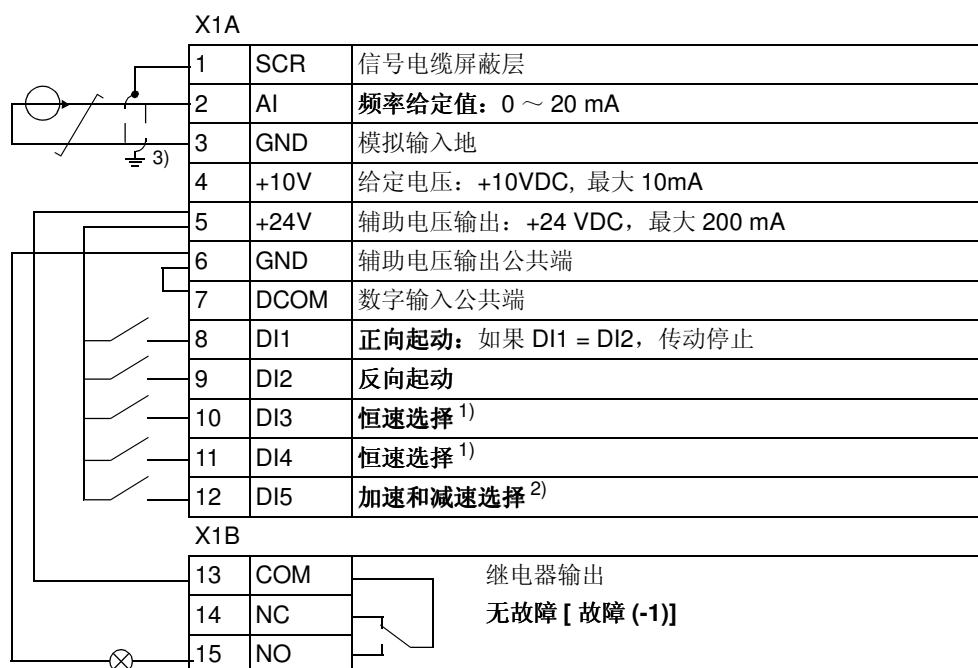 X1A
1 SCR 信号电缆屏蔽层
2 AI 频率给定值：0 ～ 20 mA
3 GND 模拟输入地
3)
4 +10V 给定电压：+10VDC, 最大 10mA
5 +24V 辅助电压输出：+24 VDC，最大 200 mA
6 GND 辅助电压输出公共端
7 DCOM 数字输入公共端
8 DI1 正向起动：如果 DI1 = DI2，传动停止
9 DI2 反向起动
10 DI3 恒速选择 1)
11 DI4 恒速选择 1)
12 DI5 加速和减速选择 2)
X1B
13 COM 继电器输出
14 NC 无故障 [ 故障 (-1)]
15 NO